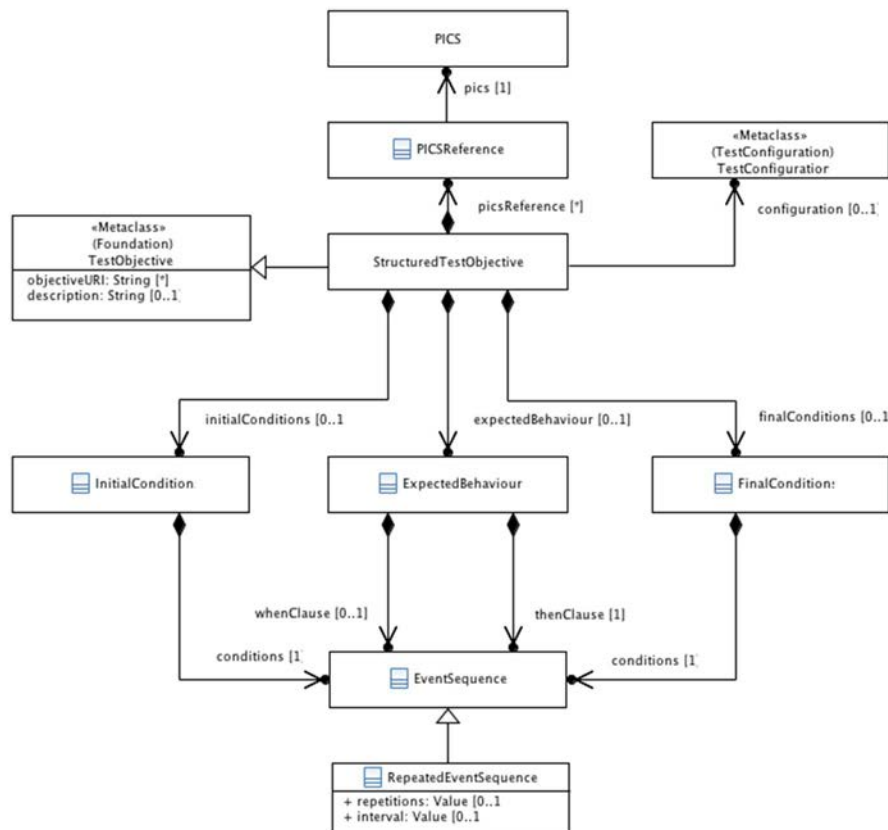 PICS
pics [1]
PICSReference
«Metaclass»
(TestConfiguration)
TestConfiguration
picsReference [*]
configuration [0..1]
«Metaclass»
(Foundation)
TestObjective
objectiveURI: String [*]
description: String [0..1]
StructuredTestObjective
initialConditions [0..1
expectedBehaviour [0..1]
finalConditions [0..1
InitialCondition
ExpectedBehaviour
FinalConditions
whenClause [0..1]
thenClause [1]
conditions [1]
conditions [1]
EventSequence
RepeatedEventSequence
+ repetitions: Value [0..1
+ interval: Value [0..1